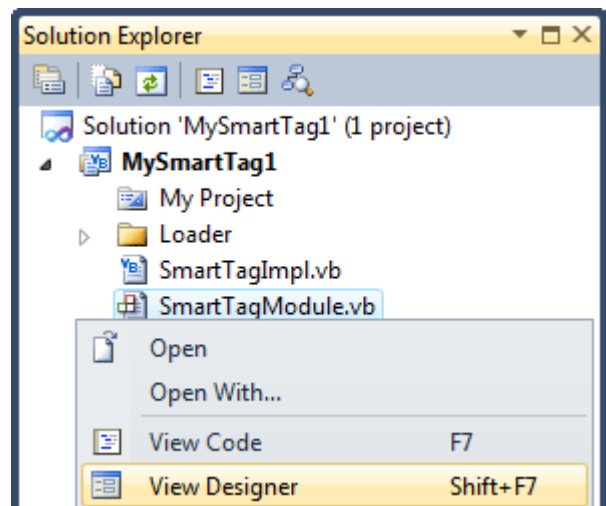 Solution Explorer
Solution 'MySmartTag1' (1 project)
MySmartTag1
My Project
Loader
SmartTagImpl.vb
SmartTagModule.vb
Open
Open With...
View Code F7
View Designer Shift+F7